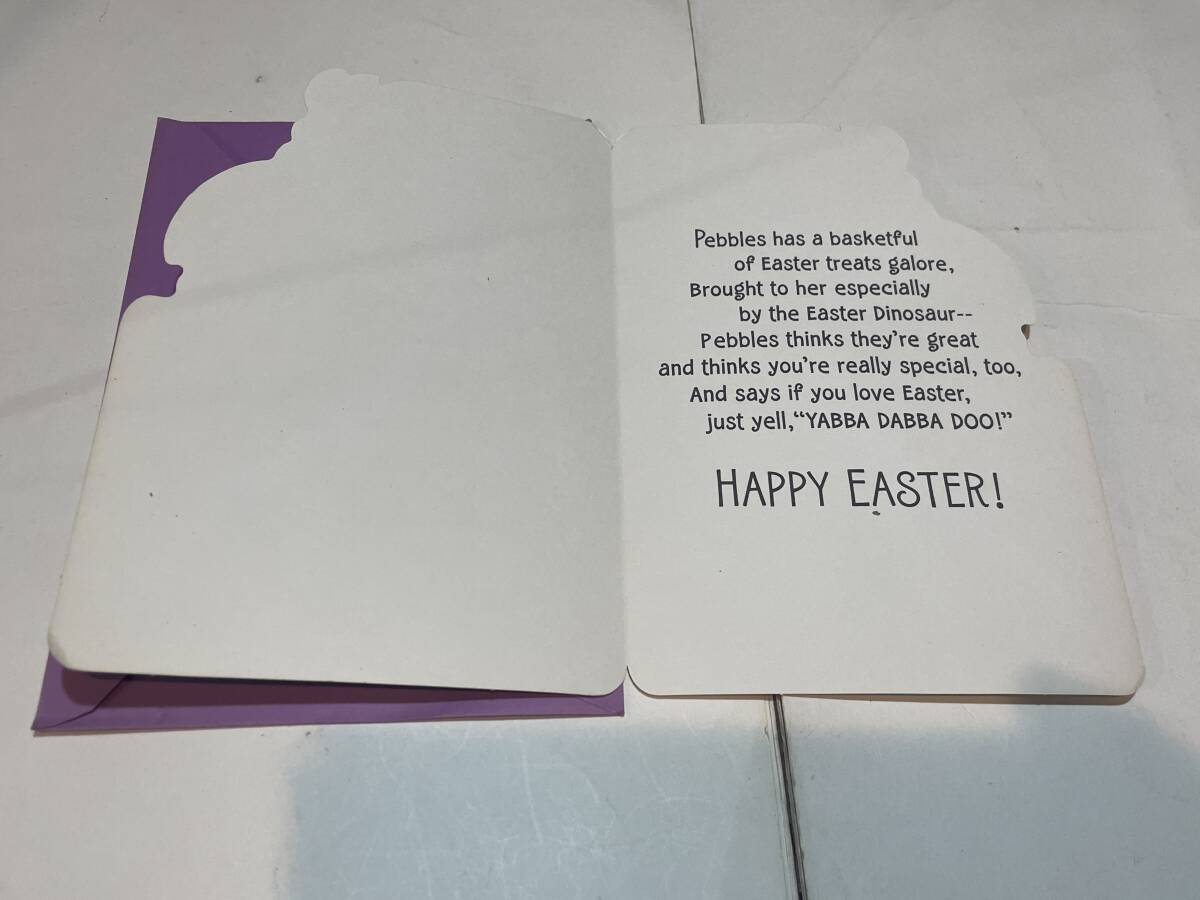 Pebbles has a basketful
of Easter treats galore,
Brought to her especially
by the Easter Dinosaur--
Pebbles thinks they're great
and thinks you're really special, too,
And says if you love Easter,
just yell,“YABBA DABBA DOO!”
HAPPY EASTER!